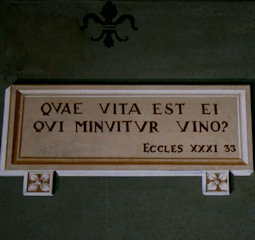 QVAE VITA EST EI
QVI MINVITVR VINO?
ECCLES XXXI 33